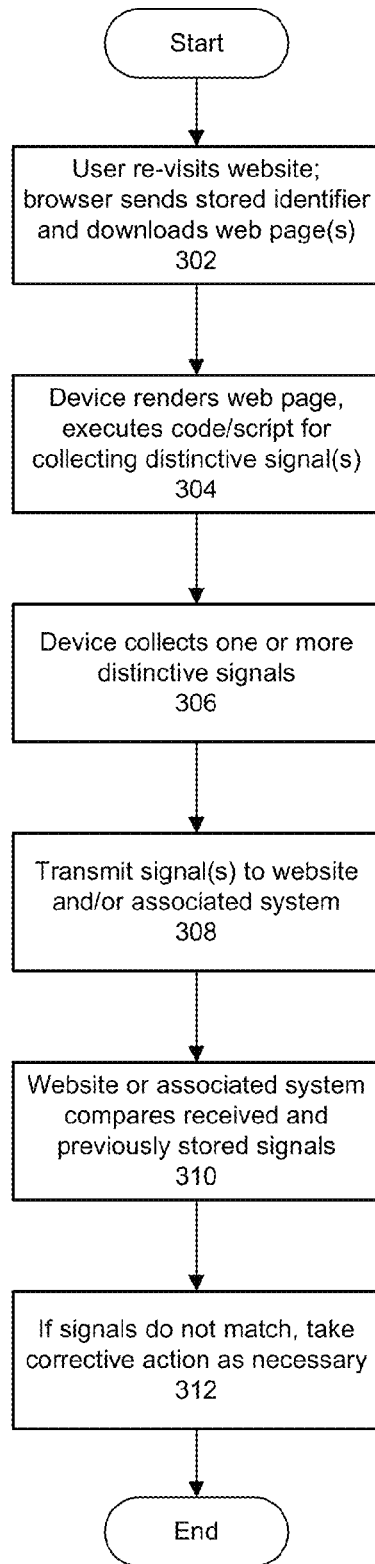 Start
User re-visits website;
browser sends stored identifier
and downloads web page(s)
302
Device renders web page,
executes code/script for
collecting distinctive signal(s)
304
Device collects one or more
distinctive signals
306
Transmit signal(s) to website
and/or associated system
308
Website or associated system
compares received and
previously stored signals
310
If signals do not match, take
corrective action as necessary
312
End